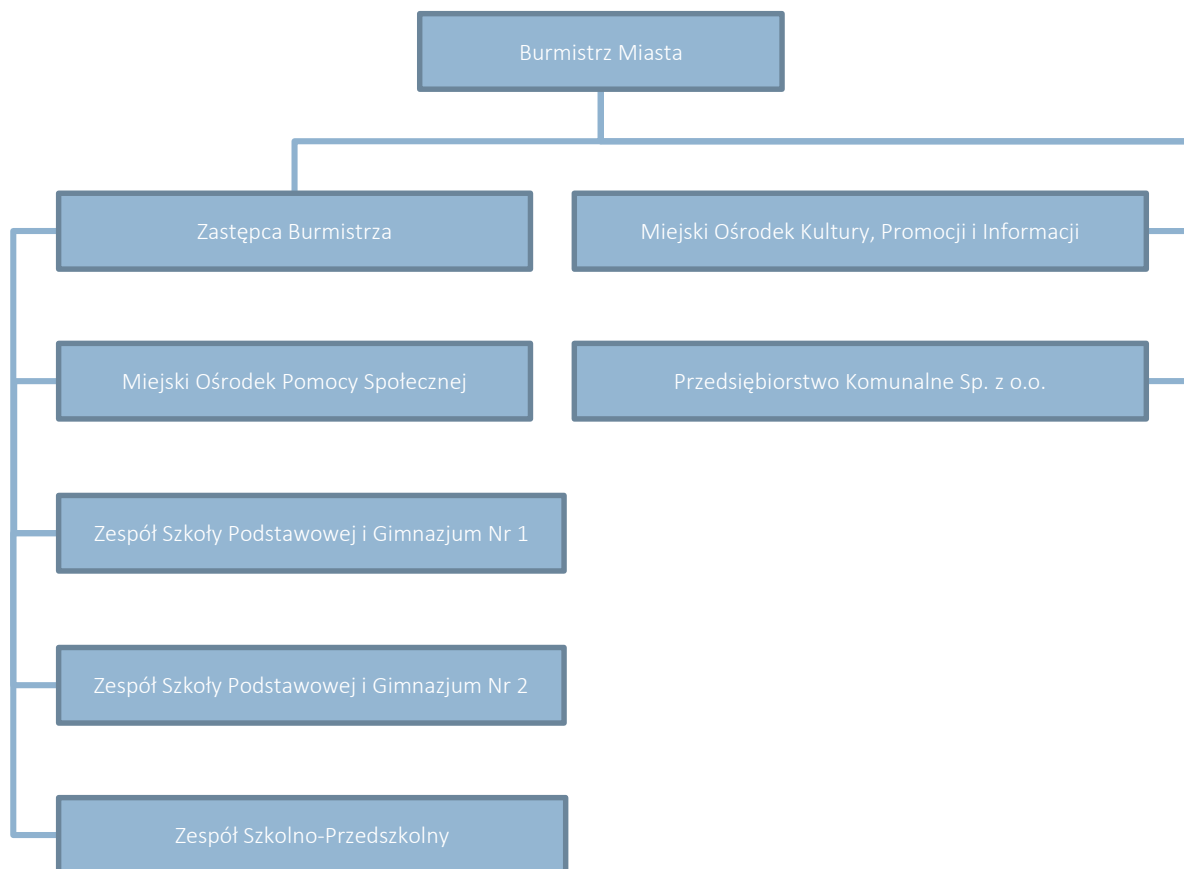 Burmistrz Miasta
Zastępca Burmistrza
Miejski Ośrodek Kultury, Promocji i Informacji
Miejski Ośrodek Pomocy Społecznej
Przedsiębiorstwo Komunalne Sp. z o.o.
Zespół Szkoły Podstawowej i Gimnazjum Nr 1
Zespół Szkoły Podstawowej i Gimnazjum Nr 2
Zespół Szkolno-Przedszkolny